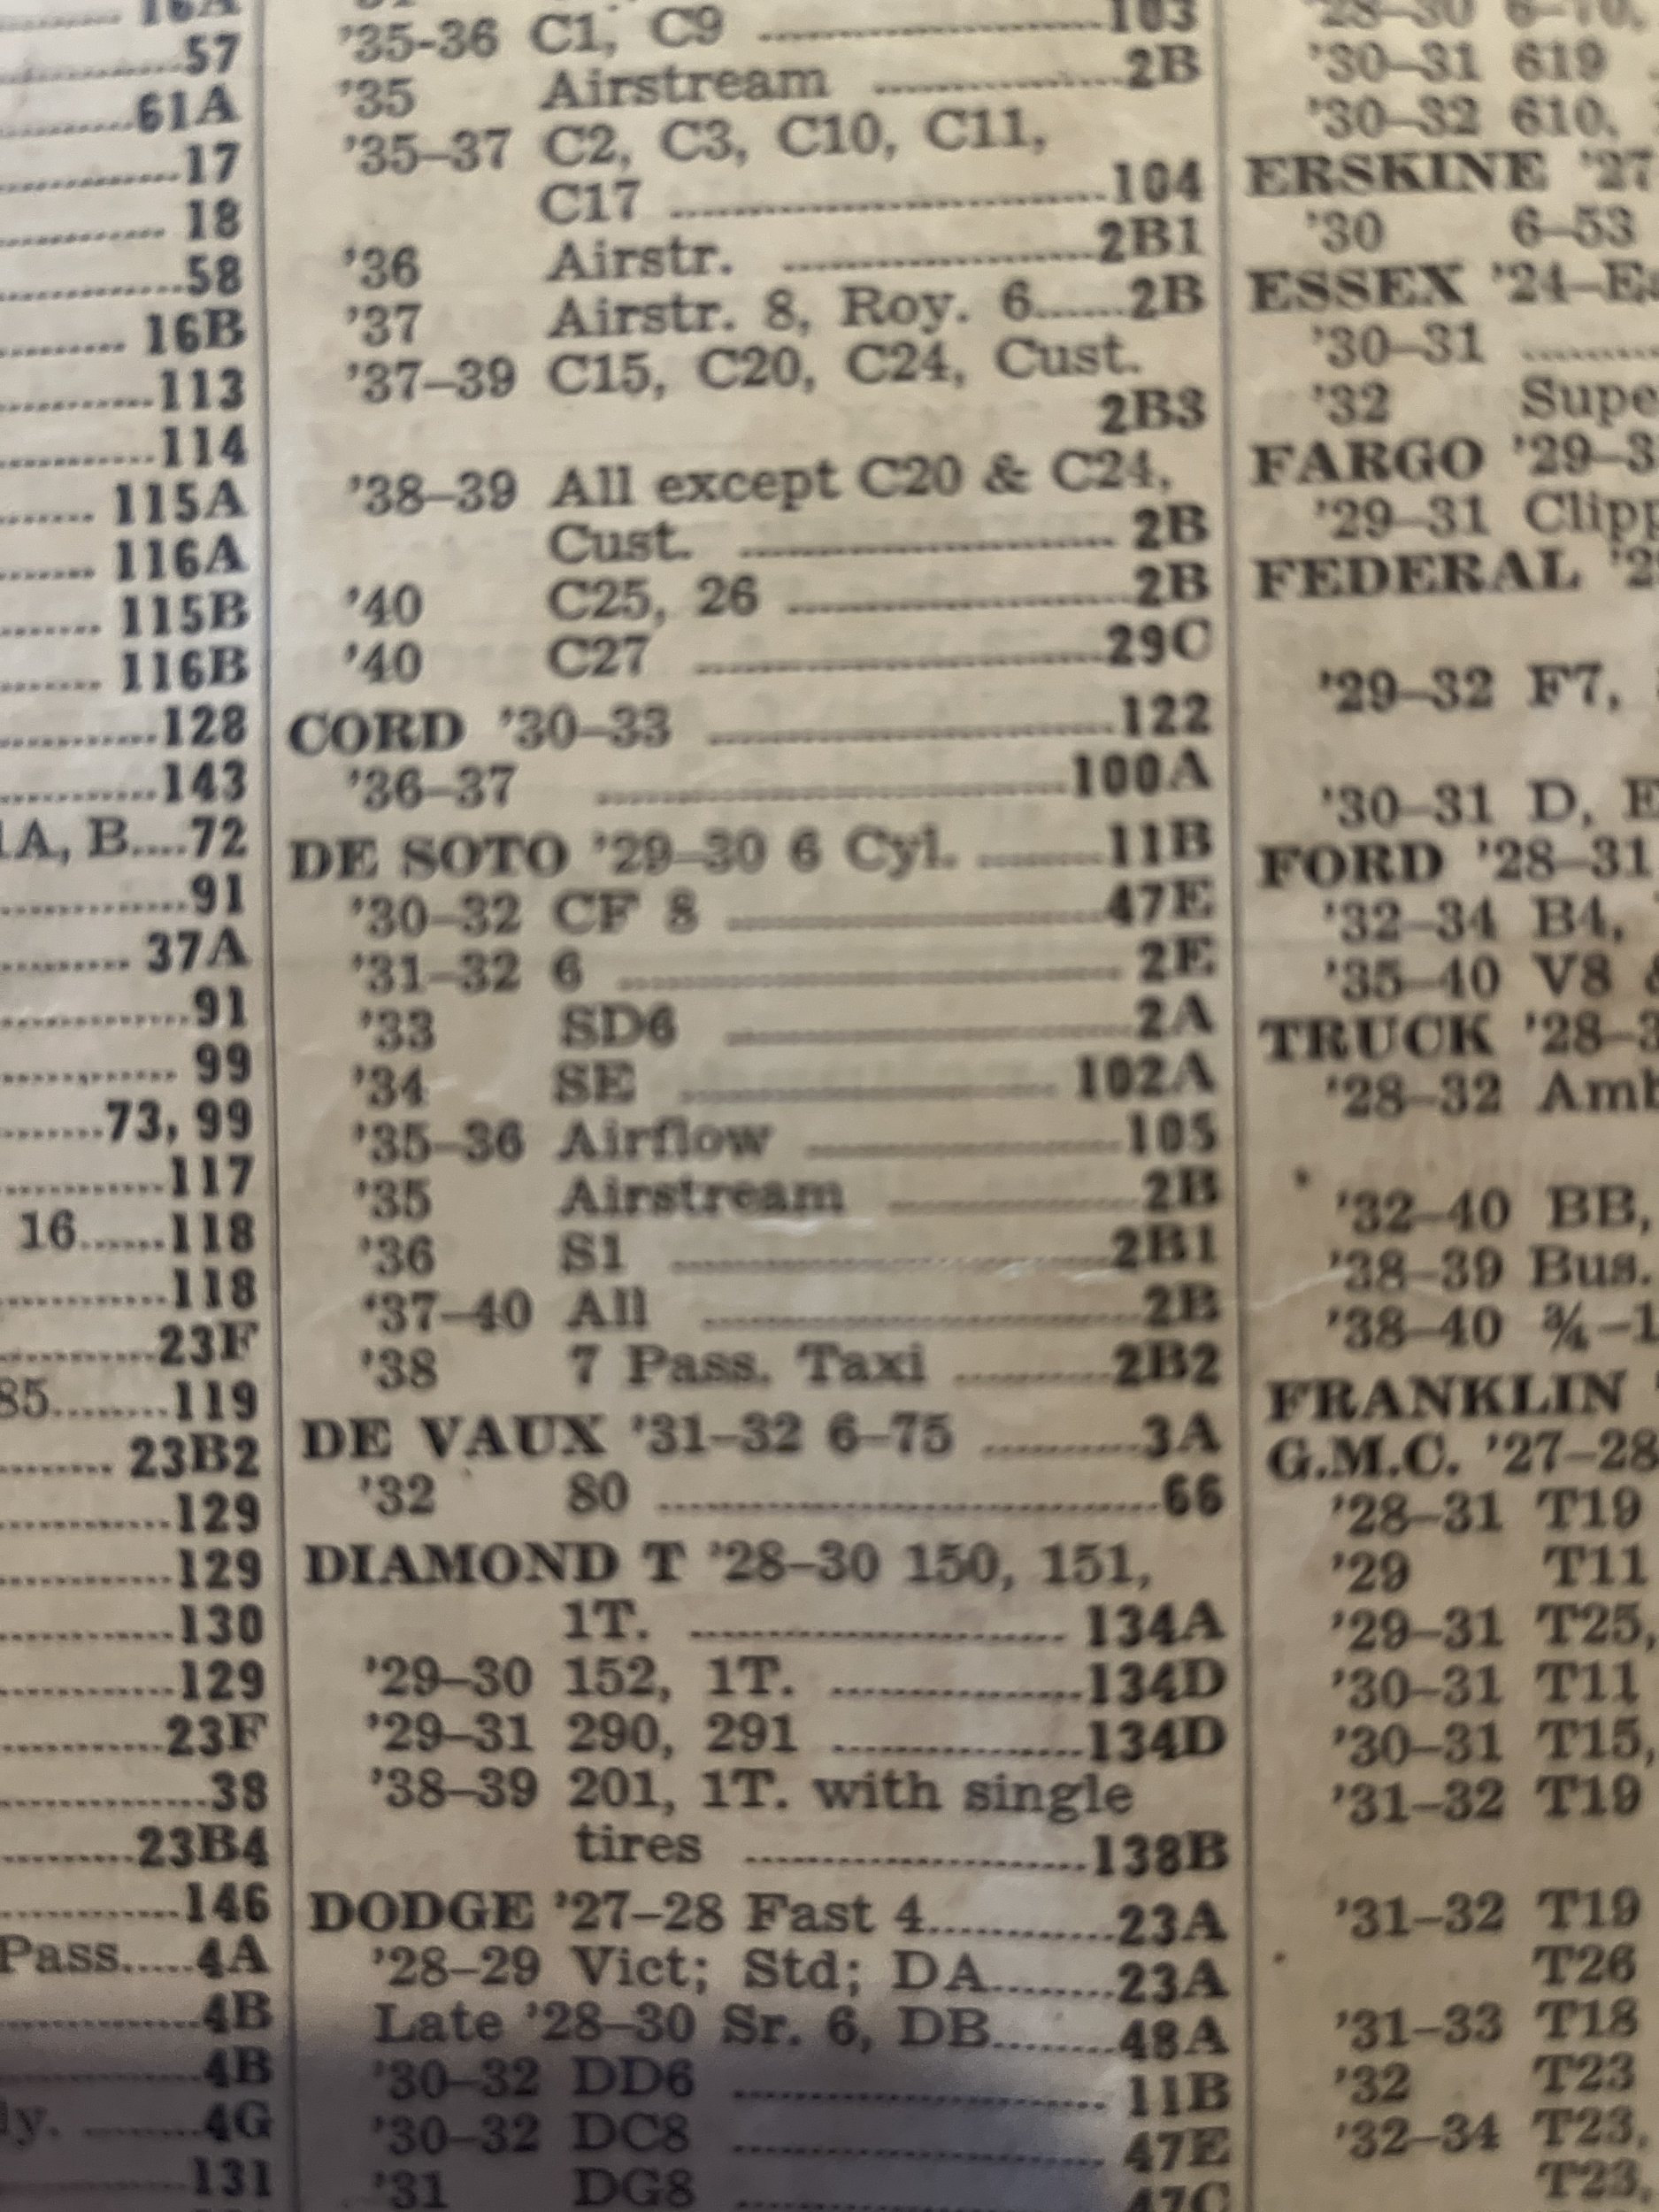 57
61A
17
18
58
16B
113
114
115A
116A
115B
116B
128
143
1A, B....72
91
37A
91
99
73, 99
117
16......118
118
23F
85........119
23B2
129
129
130
129
23F
38
23B4
146
Pass.....4A
4B
4B
ly. ........4G
131
'35-36 C1, C9 ........ 103
'35 Airstream ........ 2B
'35–37 C2, C3, C10, C11,
C17 ........ 104
'36 Airstr. ........ 2B1
'37 Airstr. 8, Roy. 6......2B
'37–39 C15, C20, C24, Cust.
2B3
'38–39 All except C20 & C24,
Cust. ........ 2B
'40 C25, 26 ........ 2B
'40 C27 ........ 29C
CORD '30–33 ........ 122
'36–37 ........ 100A
DE SOTO '29–30 6 Cyl. ........ 11B
'30–32 CF 8 ........ 47E
'31–32 6 ........ 2E
'33 SD6 ........ 2A
'34 SE ........ 102A
'35–36 Airflow ........ 105
'35 Airstream ........ 2B
'36 S1 ........ 2B1
'37–40 All ........ 2B
'38 7 Pass. Taxi ........ 2B2
DE VAUX '31–32 6–75 ........ 3A
'32 80 ........ 66
DIAMOND T '28–30 150, 151,
1T. ........ 134A
'29–30 152, 1T. ........ 134D
'29–31 290, 291 ........ 134D
'38–39 201, 1T. with single
tires ........ 138B
DODGE '27–28 Fast 4........23A
'28–29 Vict; Std; DA........23A
Late '28–30 Sr. 6, DB........48A
'30–32 DD6 ........ 11B
'30–32 DC8 ........ 47E
'31 DG8 ........ 47C
'28–30 6–70,
'30–31 619
'30–32 610,
ERSKINE '27
'30 6–53
ESSEX '24–Ea
'30–31 ........
'32 Supe
FARGO '29–3
'29–31 Clipp
FEDERAL '29
'29–32 F7,
'30–31 D, E
FORD '28–31
'32–34 B4,
'35–40 V8 &
TRUCK '28–3
'28–32 Amb
'32–40 BB,
'38–39 Bus.
'38–40 ¾–1
FRANKLIN
G.M.C. '27–28
'28–31 T19
'29 T11
'29–31 T25,
'30–31 T11
'30–31 T15,
'31–32 T19
'31–32 T19
T26
'31–33 T18
'32 T23
'32–34 T23,
T23,